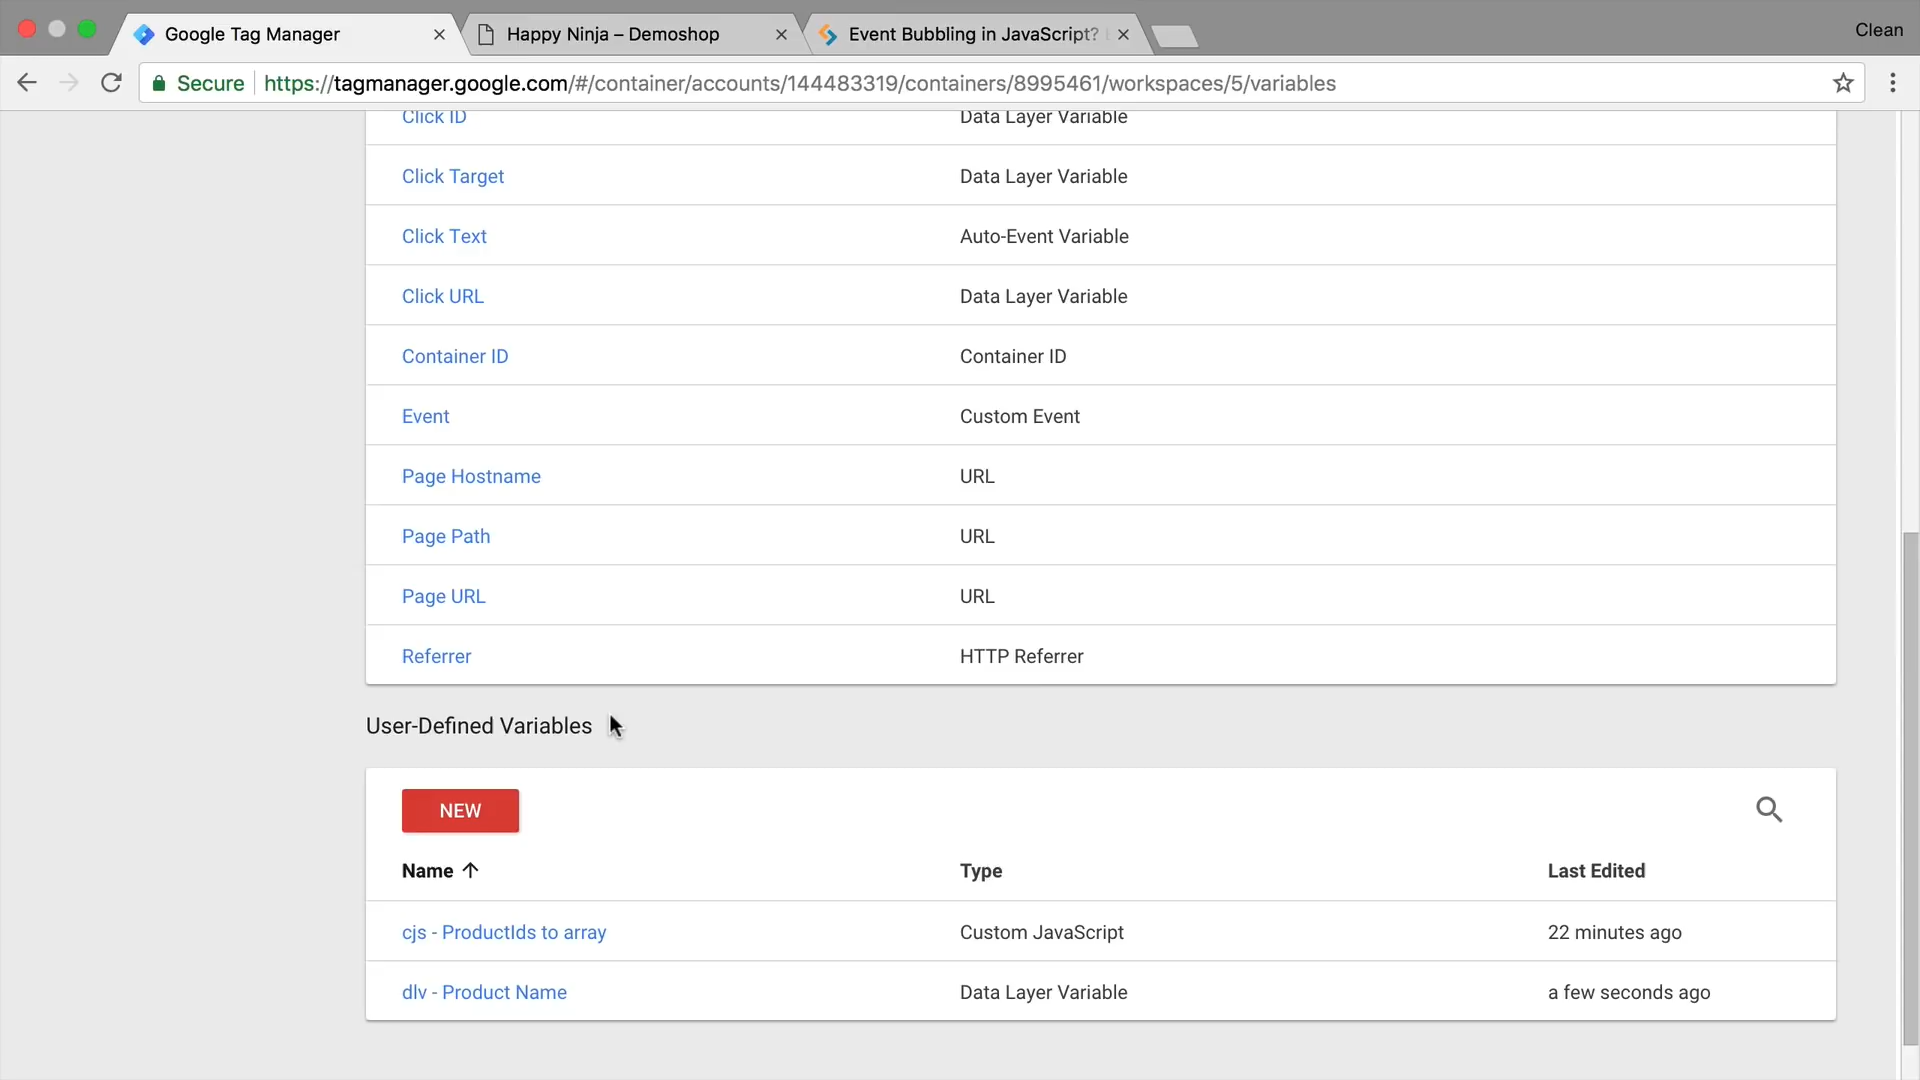 Google Tag Manager
Happy Ninja – Demoshop
Event Bubbling in JavaScript?
Clean
Secure
https://tagmanager.google.com/#/container/accounts/144483319/containers/8995461/workspaces/5/variables
Click ID Data Layer Variable
Click Target Data Layer Variable
Click Text Auto-Event Variable
Click URL Data Layer Variable
Container ID Container ID
Event Custom Event
Page Hostname URL
Page Path URL
Page URL URL
Referrer HTTP Referrer
User-Defined Variables
NEW
Name Type Last Edited
cjs - ProductIds to array Custom JavaScript 22 minutes ago
dlv - Product Name Data Layer Variable a few seconds ago